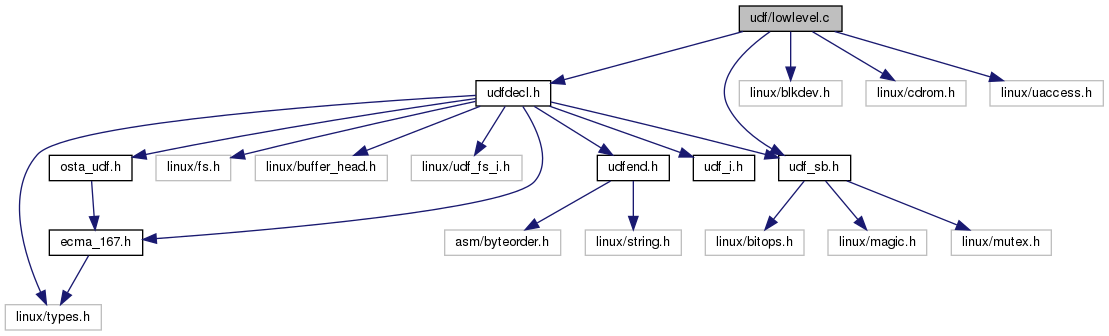 udf/lowlevel.c
udfdecl.h
linux/blkdev.h
linux/cdrom.h
linux/uaccess.h
osta_udf.h
linux/fs.h
linux/buffer_head.h
linux/udf_fs_i.h
udfend.h
udf_i.h
udf_sb.h
ecma_167.h
asm/byteorder.h
linux/string.h
linux/bitops.h
linux/magic.h
linux/mutex.h
linux/types.h